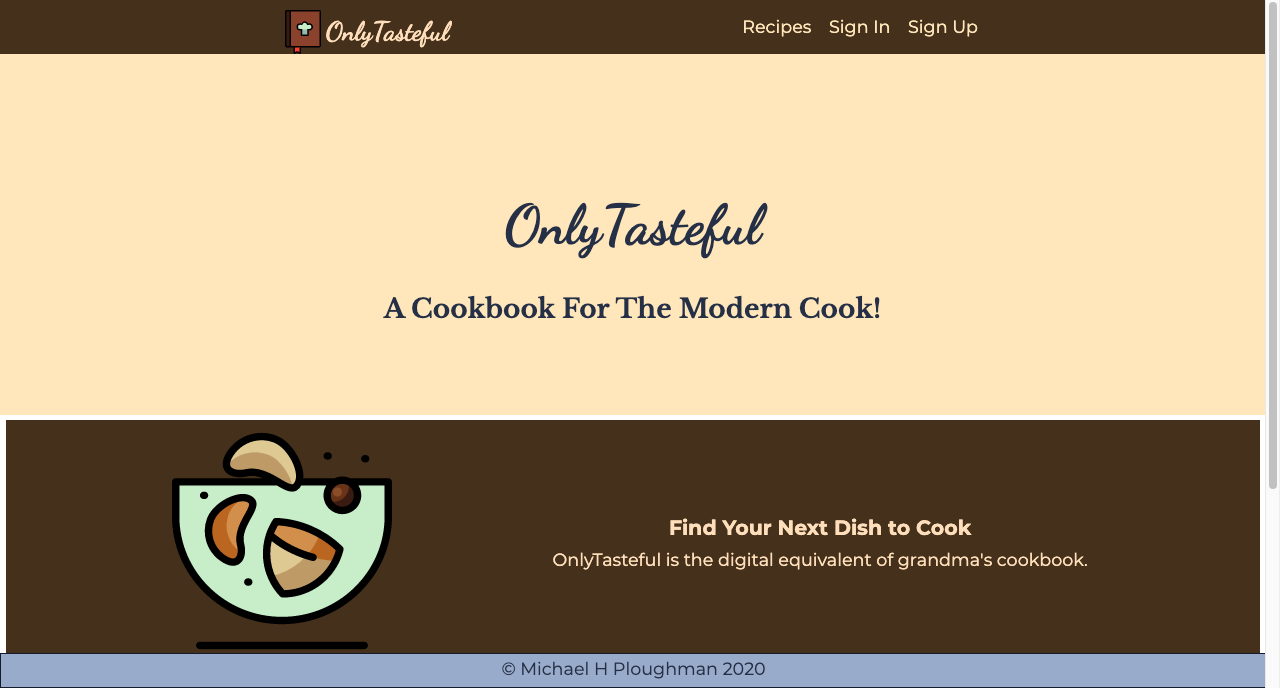 OnlyTasteful
Recipes Sign In Sign Up
OnlyTasteful
A Cookbook For The Modern Cook!
Find Your Next Dish to Cook
OnlyTasteful is the digital equivalent of grandma's cookbook.
© Michael H Ploughman 2020